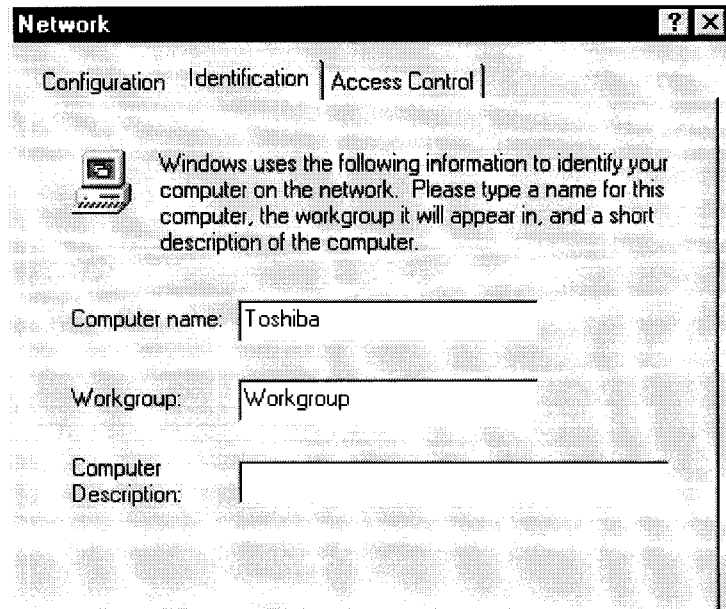 Network
Configuration Identification Access Control
Windows uses the following information to identify your
computer on the network. Please type a name for this
computer, the workgroup it will appear in, and a short
description of the computer.
Computer name: Toshiba
Workgroup: Workgroup
Computer
Description: